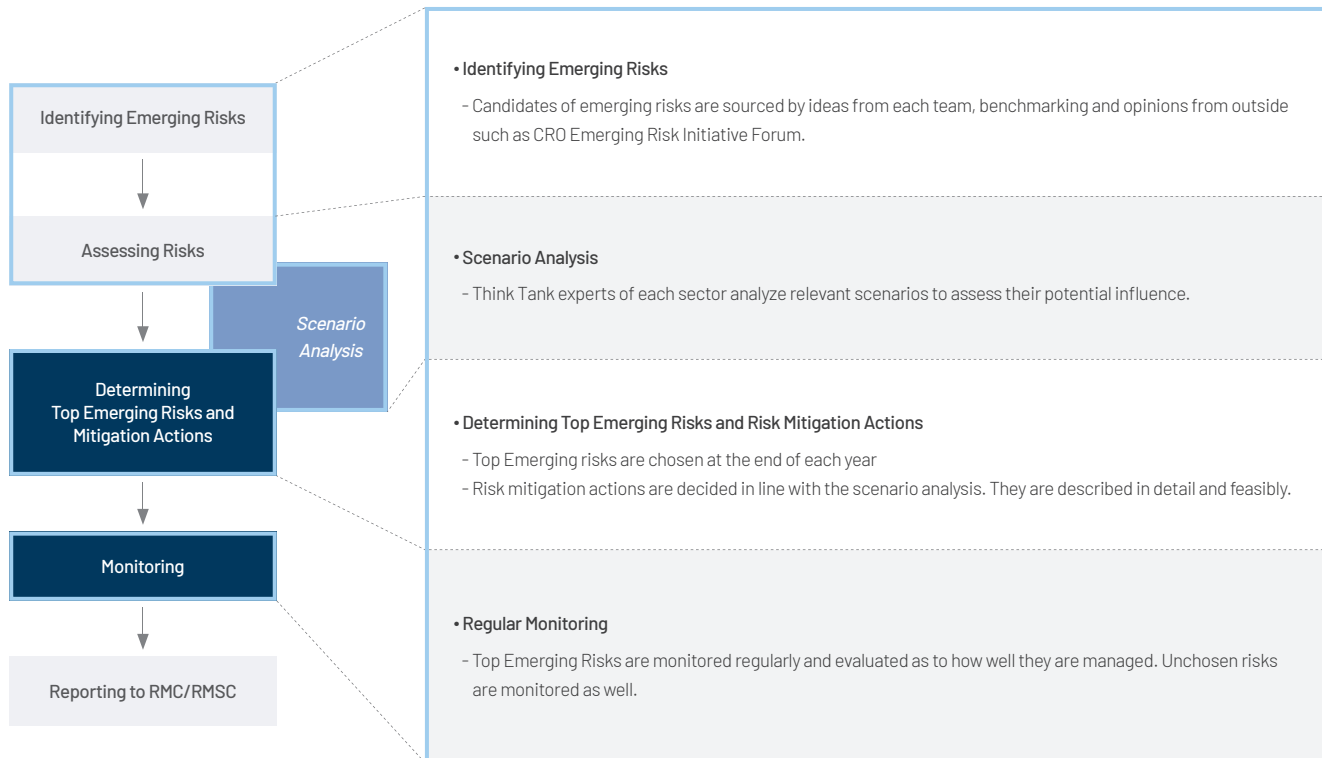 Identifying Emerging Risks
Assessing Risks
Scenario
Analysis
Determining
Top Emerging Risks and
Mitigation Actions
Monitoring
Reporting to RMC/RMSC
• Identifying Emerging Risks
- Candidates of emerging risks are sourced by ideas from each team, benchmarking and opinions from outside
such as CRO Emerging Risk Initiative Forum.
• Scenario Analysis
- Think Tank experts of each sector analyze relevant scenarios to assess their potential influence.
• Determining Top Emerging Risks and Risk Mitigation Actions
- Top Emerging risks are chosen at the end of each year
- Risk mitigation actions are decided in line with the scenario analysis. They are described in detail and feasibly.
• Regular Monitoring
- Top Emerging Risks are monitored regularly and evaluated as to how well they are managed. Unchosen risks
are monitored as well.